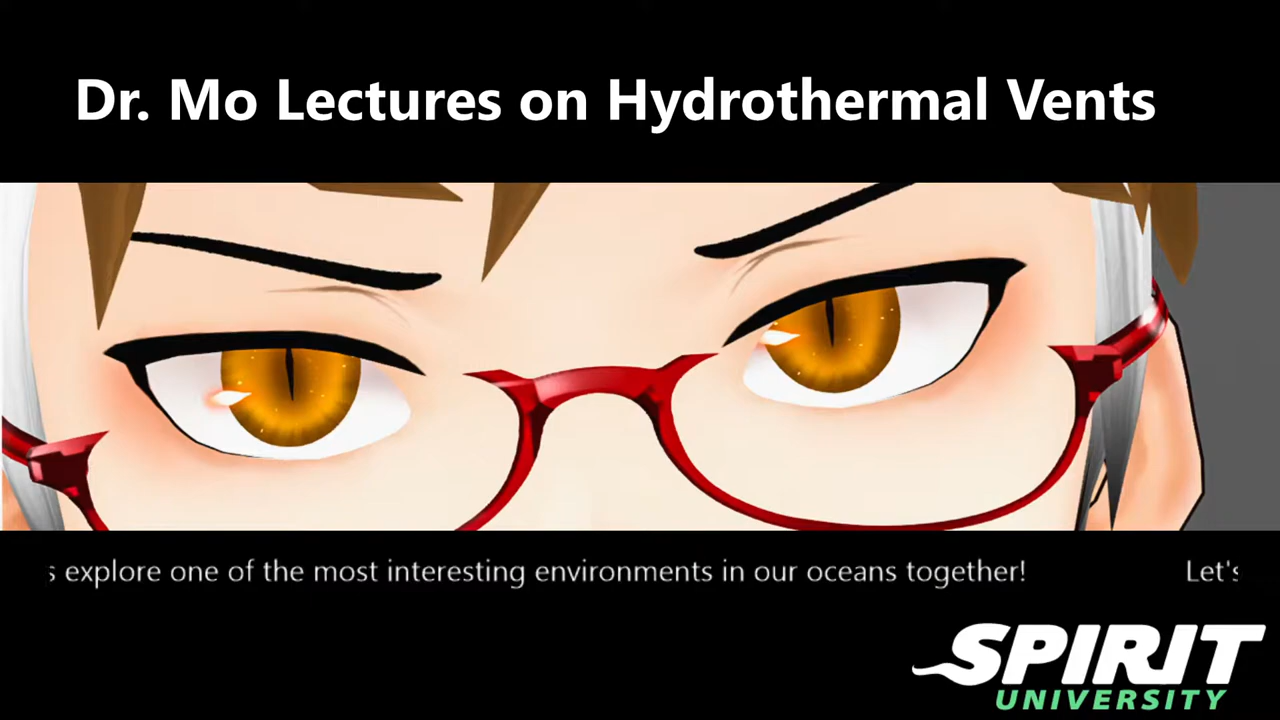 Dr. Mo Lectures on Hydrothermal Vents
explore one of the most interesting environments in our oceans together! Let's
SPIRIT
UNIVERSITY